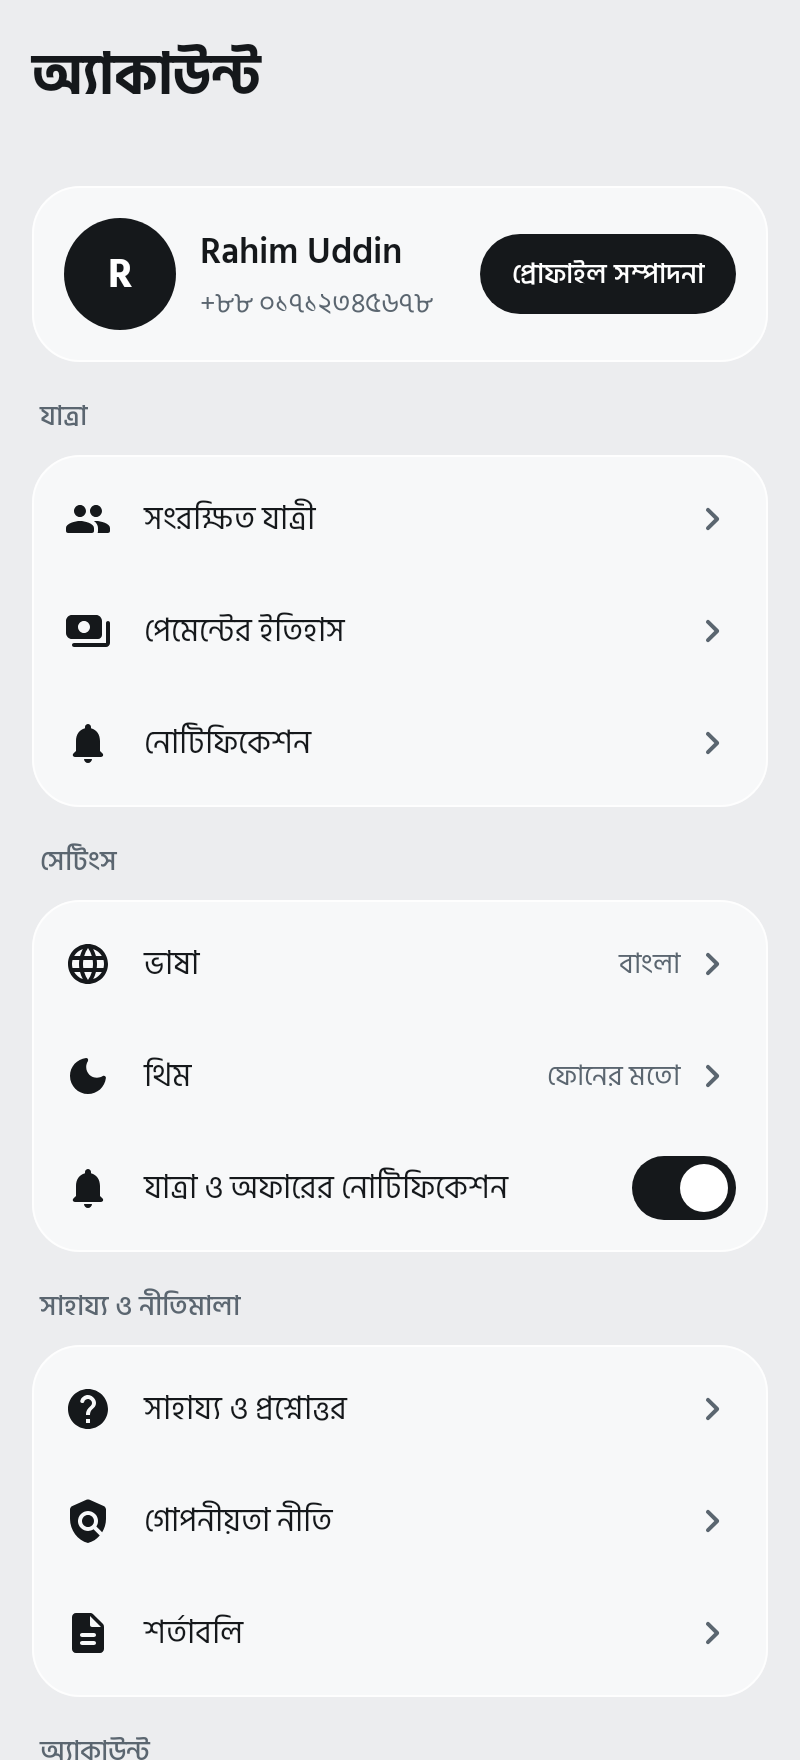 অ্যাকাউন্ট
R
Rahim Uddin
+৮৮ ০১৭১২৩৪৫৬৭৮
প্রোফাইল সম্পাদনা
যাত্রা
সংরক্ষিত যাত্রী
পেমেন্টের ইতিহাস
নোটিফিকেশন
সেটিংস
ভাষা
বাংলা
থিম
ফোনের মতো
যাত্রা ও অফারের নোটিফিকেশন
সাহায্য ও নীতিমালা
সাহায্য ও প্রশ্নোত্তর
গোপনীয়তা নীতি
শর্তাবলি
অ্যাকাউন্ট